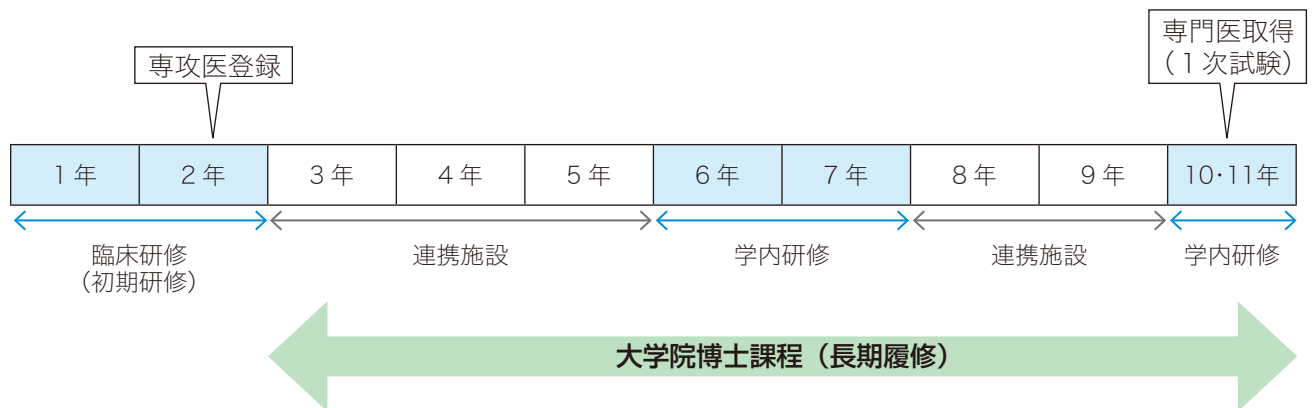 専攻医登録
専門医取得
（1次試験）
1年 2年 3年 4年 5年 6年 7年 8年 9年 10・11年
臨床研修
（初期研修）
連携施設
学内研修
連携施設
学内研修
大学院博士課程（長期履修）